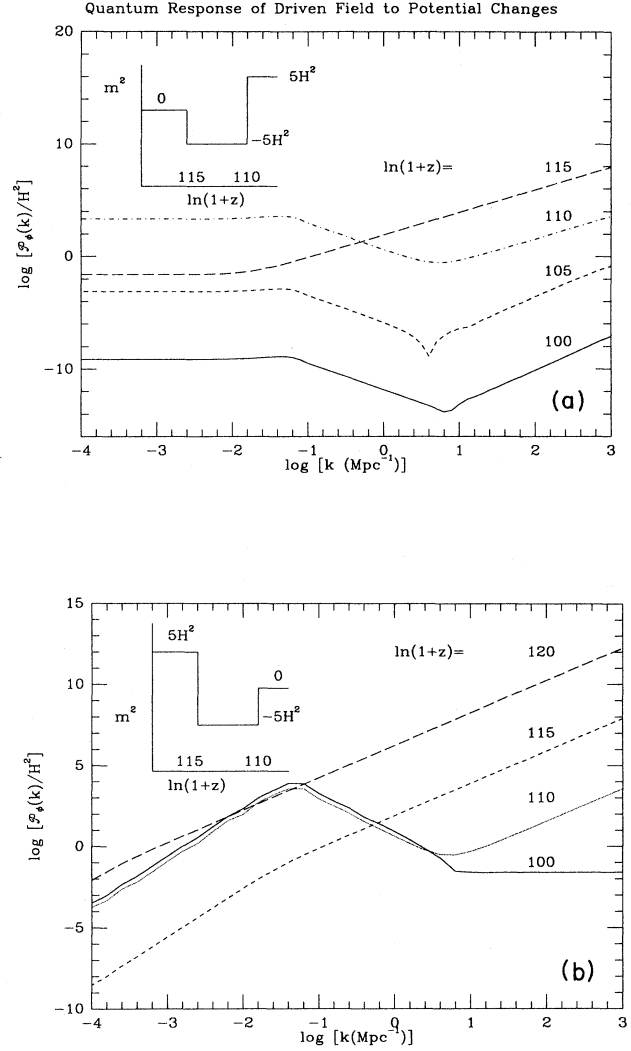 Quantum Response of Driven Field to Potential Changes
20
10
0
−10
log [𝒫ϕ(k)/H²]
m²
0
5H²
−5H²
115 110
ln(1+z)
ln(1+z)=
115
110
105
100
(a)
−4 −3 −2 −1 0 1 2 3
log [k (Mpc⁻¹)]
15
10
5
0
−5
−10
log [𝒫ϕ(k)/H²]
5H²
m²
0
−5H²
115 110
ln(1+z)
ln(1+z)=
120
115
110
100
(b)
−4 −3 −2 −1 0 1 2 3
log [k(Mpc⁻¹)]